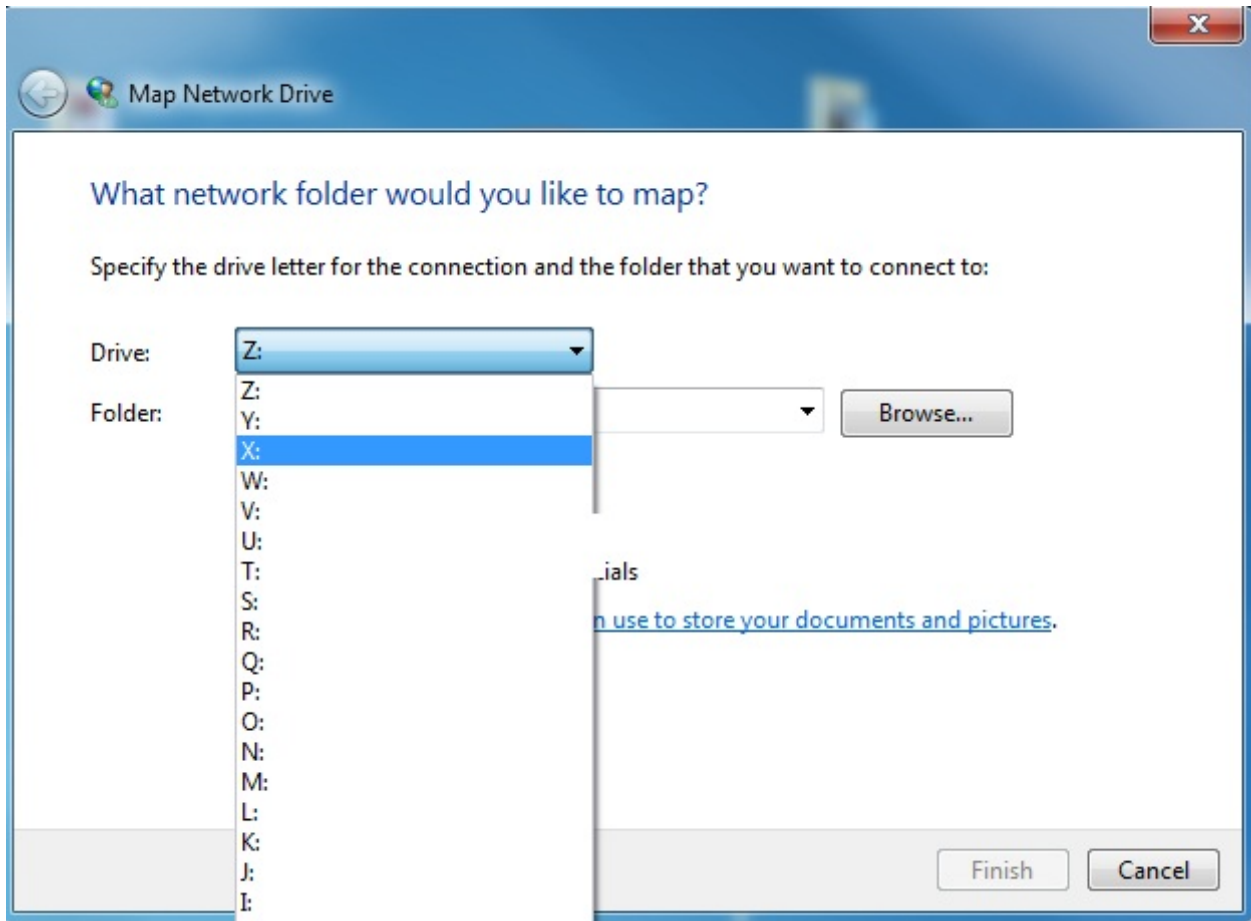 Map Network Drive
What network folder would you like to map?
Specify the drive letter for the connection and the folder that you want to connect to:
Drive: Z:
Z:
Folder: Browse...
Y:
X:
W:
V:
U:
T:
S:
n use to store your documents and pictures.
R:
Q:
P:
O:
N:
M:
L:
K:
J:
Finish Cancel
I: